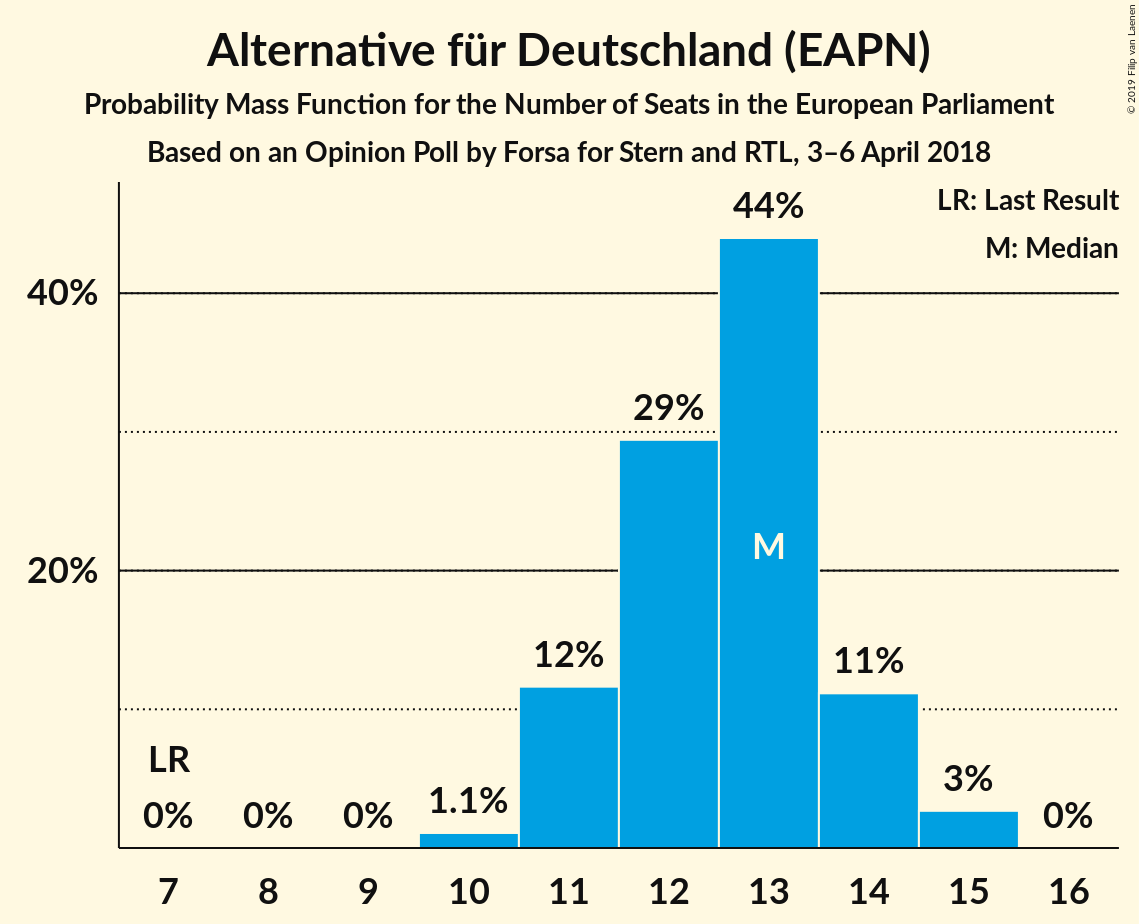 Alternative für Deutschland (EAPN)
Probability Mass Function for the Number of Seats in the European Parliament
Based on an Opinion Poll by Forsa for Stern and RTL, 3–6 April 2018
© 2019 Filip van Laenen
LR: Last Result
M: Median
44%
40%
29%
M
20%
12%
11%
LR
3%
1.1%
0%
0%
0%
0%
7 8 9 10 11 12 13 14 15 16